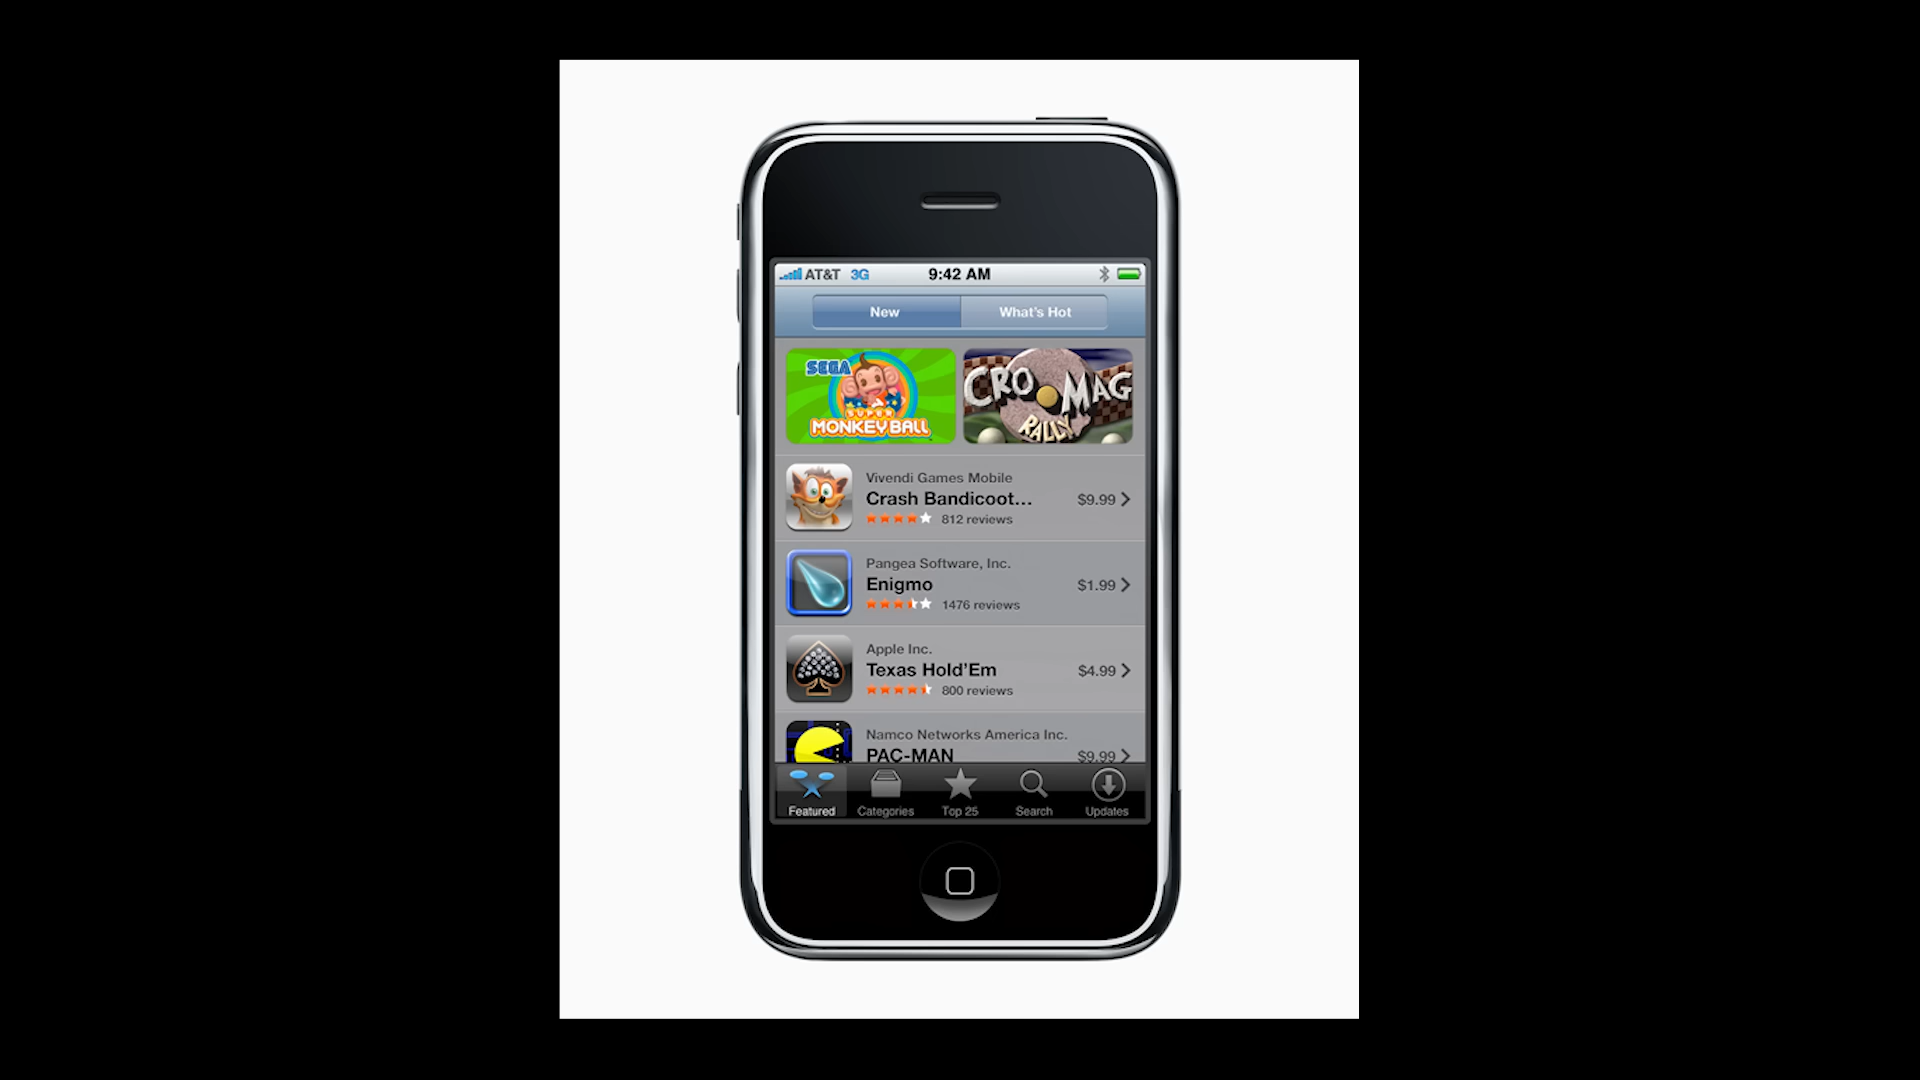 AT&T 3G 9:42 AM
New What's Hot
SEGA
SUPER
MONKEY BALL
CRO MAG
RALLY
Vivendi Games Mobile
Crash Bandicoot... $9.99
812 reviews
Pangea Software, Inc.
Enigmo $1.99
1476 reviews
Apple Inc.
Texas Hold'Em $4.99
800 reviews
Namco Networks America Inc.
PAC-MAN $9.99
Featured Categories Top 25 Search Updates